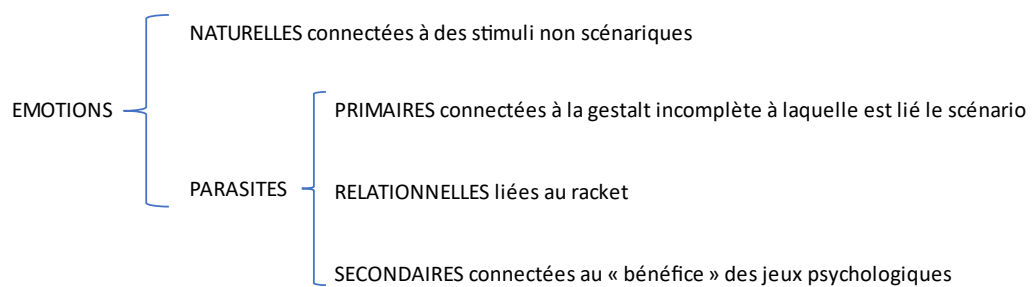 NATURELLES connectées à des stimuli non scénariques
EMOTIONS
PRIMAIRES connectées à la gestalt incomplète à laquelle est lié le scénario
PARASITES
RELATIONNELLES liées au racket
SECONDAIRES connectées au « bénéfice » des jeux psychologiques